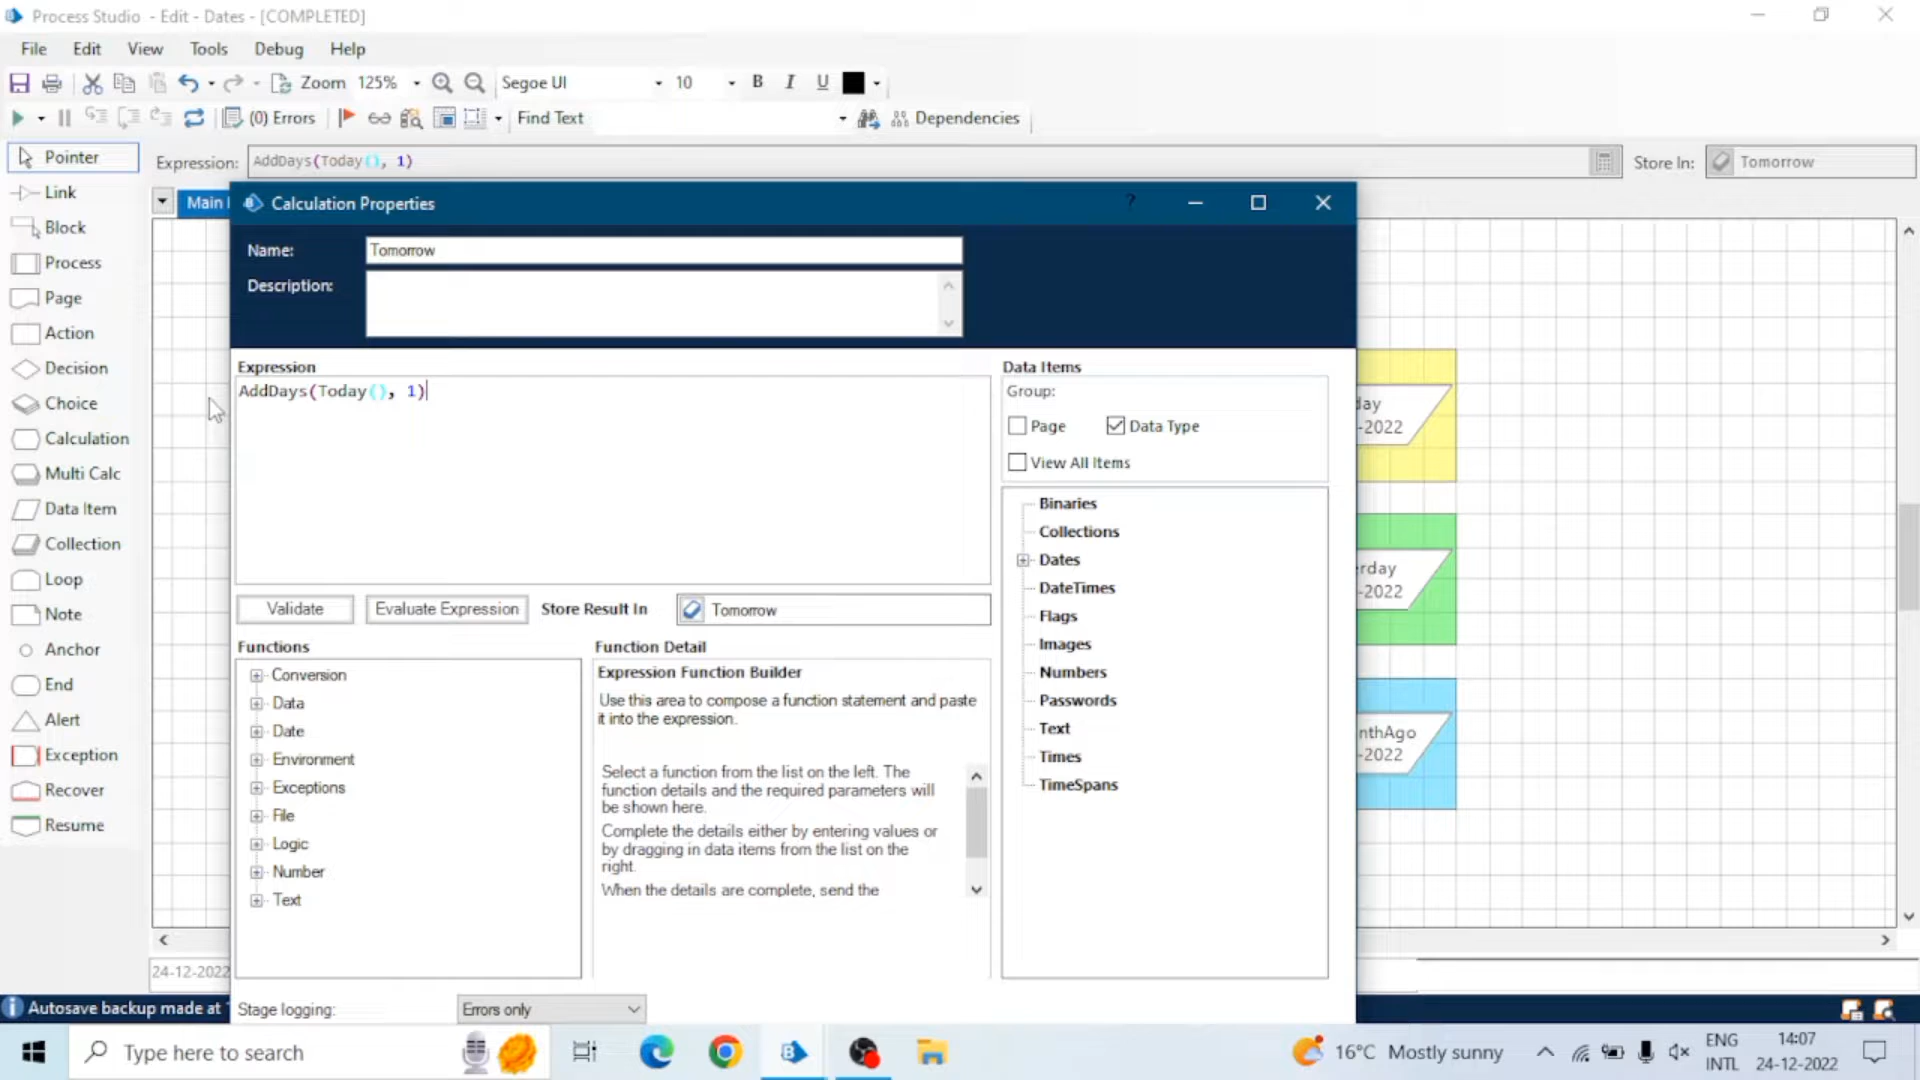 Process Studio - Edit - Dates - [COMPLETED]
File Edit View Tools Debug Help
Zoom 125% Segoe UI 10 B I U
(0) Errors Find Text Dependencies
Pointer
Expression: AddDays(Today(), 1) Store In: Tomorrow
Link
Main
Block
Process
Page
Action
Decision
Choice
Calculation
Multi Calc
Data Item
Collection
Loop
Note
Anchor
End
Alert
Exception
Recover
Resume
Calculation Properties ?
Name: Tomorrow
Description:
Expression
AddDays(Today(), 1)
Validate Evaluate Expression Store Result In Tomorrow
Functions
Conversion
Data
Date
Environment
Exceptions
File
Logic
Number
Text
Function Detail
Expression Function Builder
Use this area to compose a function statement and paste
it into the expression.
Select a function from the list on the left. The
function details and the required parameters will
be shown here.
Complete the details either by entering values or
by dragging in data items from the list on the
right.
When the details are complete, send the
Data Items
Group:
Page Data Type
View All Items
Binaries
Collections
Dates
DateTimes
Flags
Images
Numbers
Passwords
Text
Times
TimeSpans
Stage logging: Errors only
day
-2022
rday
-2022
nthAgo
-2022
24-12-2022
Autosave backup made at
Type here to search
16°C Mostly sunny
ENG
INTL
14:07
24-12-2022